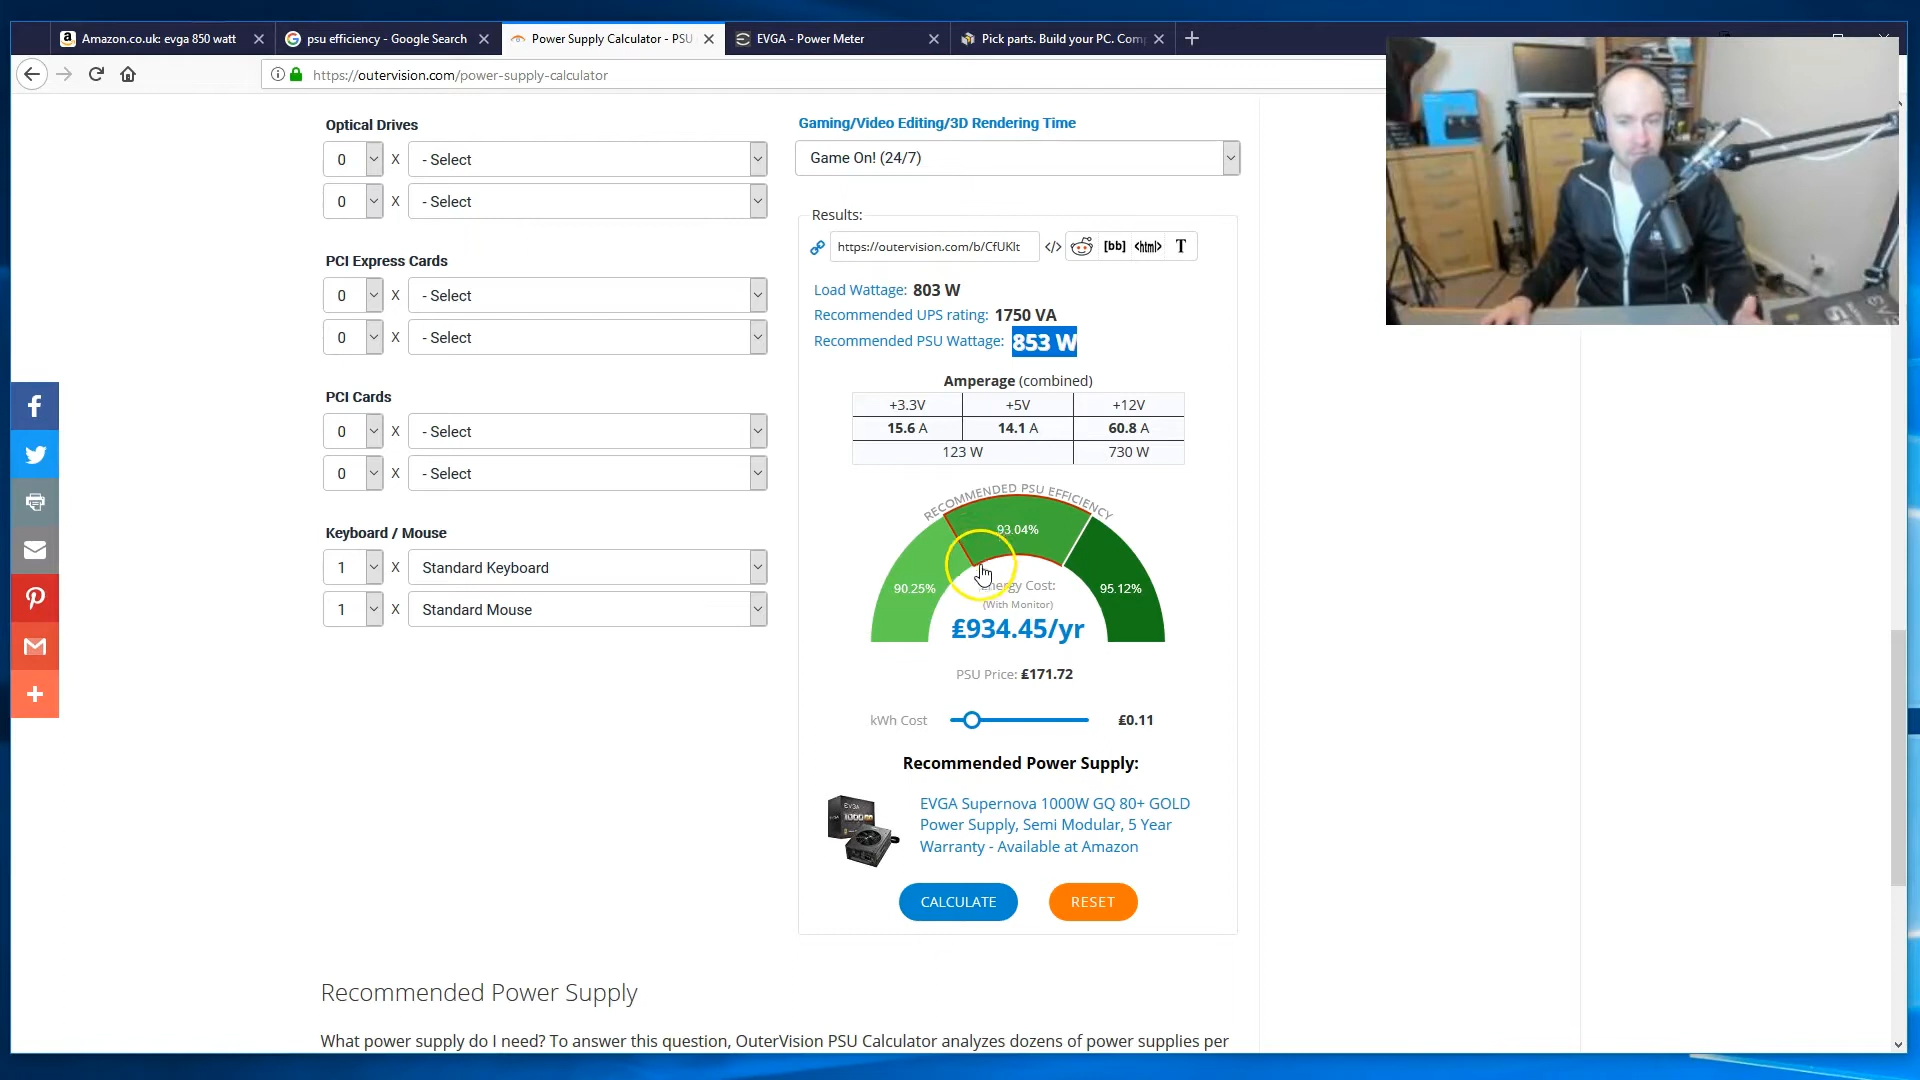 Amazon.co.uk: evga 850 watt
psu efficiency - Google Search
Power Supply Calculator - PSU
EVGA - Power Meter
Pick parts. Build your PC. Com
https://outervision.com/power-supply-calculator
Optical Drives
0 X - Select
0 X - Select
PCI Express Cards
0 X - Select
0 X - Select
PCI Cards
0 X - Select
0 X - Select
Keyboard / Mouse
1 X Standard Keyboard
1 X Standard Mouse
Gaming/Video Editing/3D Rendering Time
Game On! (24/7)
Results:
https://outervision.com/b/CfUKlt </> [bb] <html> T
Load Wattage: 803 W
Recommended UPS rating: 1750 VA
Recommended PSU Wattage: 853 W
Amperage (combined)
+3.3V +5V +12V
15.6 A 14.1 A 60.8 A
123 W 730 W
RECOMMENDED PSU EFFICIENCY
93.04%
90.25% 95.12%
Energy Cost:
(With Monitor)
£934.45/yr
PSU Price: £171.72
kWh Cost £0.11
Recommended Power Supply:
EVGA Supernova 1000W GQ 80+ GOLD
Power Supply, Semi Modular, 5 Year
Warranty - Available at Amazon
CALCULATE RESET
Recommended Power Supply
What power supply do I need? To answer this question, OuterVision PSU Calculator analyzes dozens of power supplies per